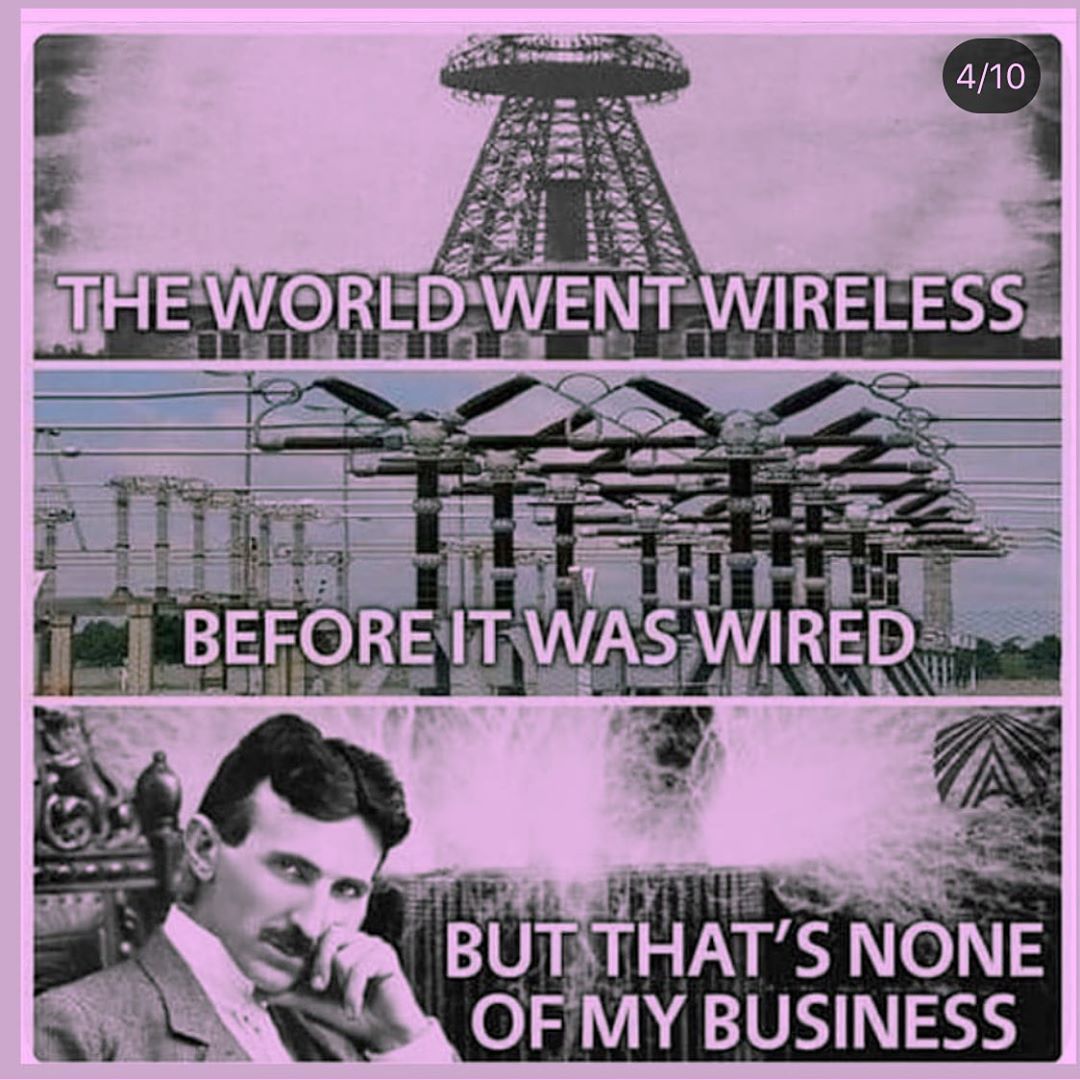 4/10
THE WORLD WENT WIRELESS
BEFORE IT WAS WIRED
BUT THAT'S NONE
OF MY BUSINESS